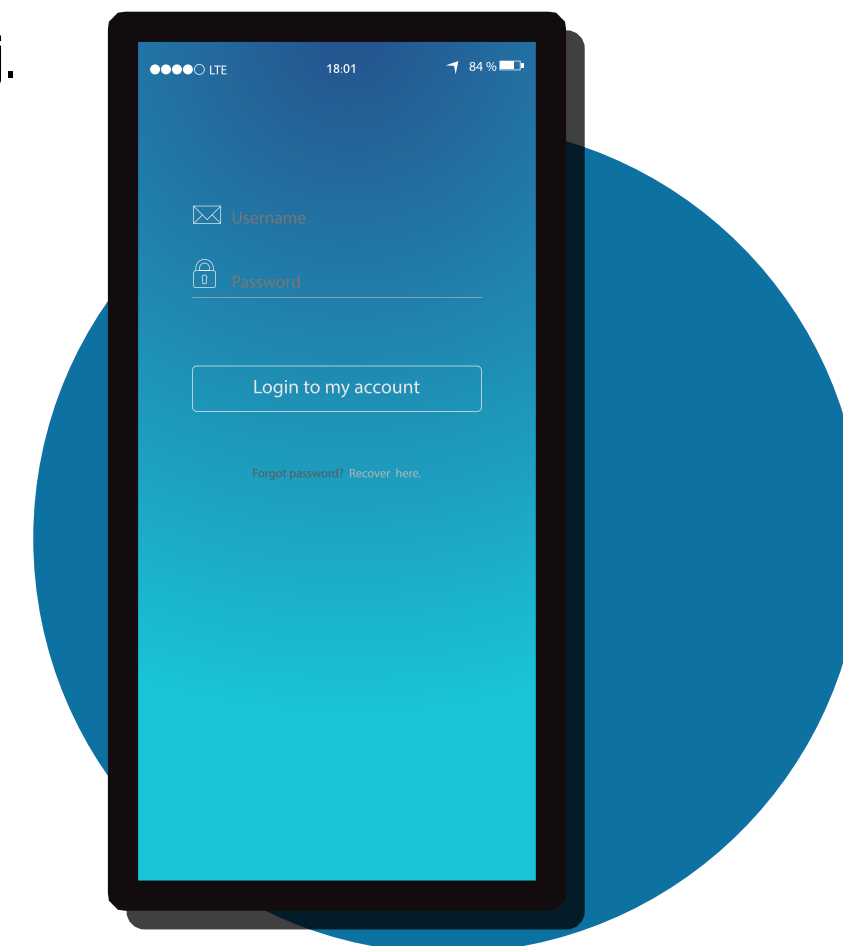 LTE 18:01 84 %
Username
Password
Login to my account
Forgot password? Recover here.